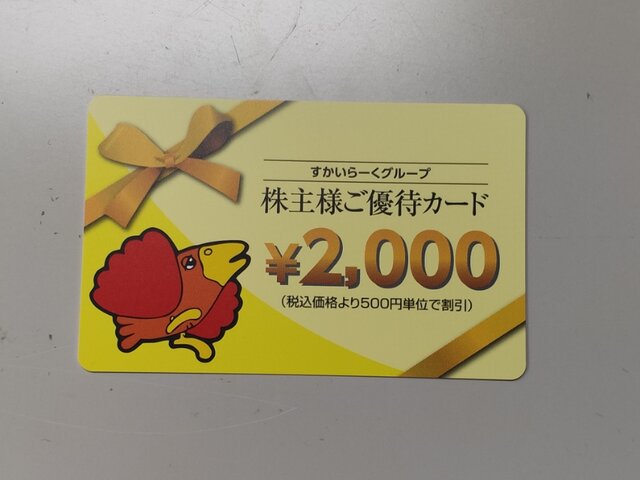 すかいらーくグループ
株主様ご優待カード
¥2,000
（税込価格より500円単位で割引）